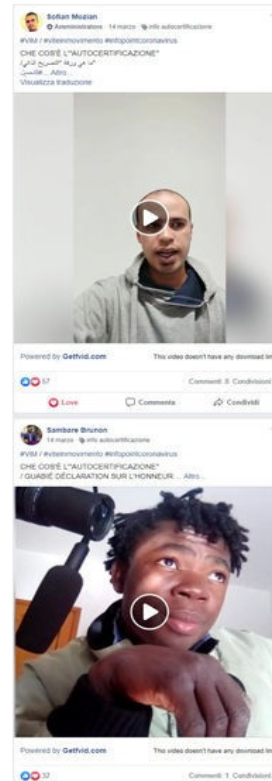 Sofian Mozian
Amministratore · 14 marzo · info autocertificazione
#VIM / #viteinmovimento #infopointcoronavirus
CHE COS'È L'"AUTOCERTIFICAZIONE"
... Altro...
Visualizza traduzione
Powered by Getfvid.com This video doesn't have any download
57 Commenti: 8 Condivisioni
Love Commenta Condividi
Sambare Brunon
14 marzo · info autocertificazione
#VIM / #viteinmovimento #infopointcoronavirus
CHE COS'È L'"AUTOCERTIFICAZIONE"
/ QUABIÉ DÉCLARATION SUR L'HONNEUR ... Altro...
Powered by Getfvid.com This video doesn't have any download
37 Commenti: 1 Condivisioni